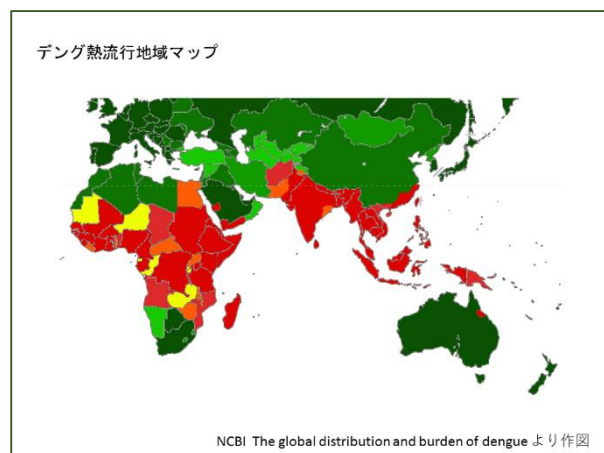 デング熱流行地域マップ
NCBI The global distribution and burden of dengue より作図